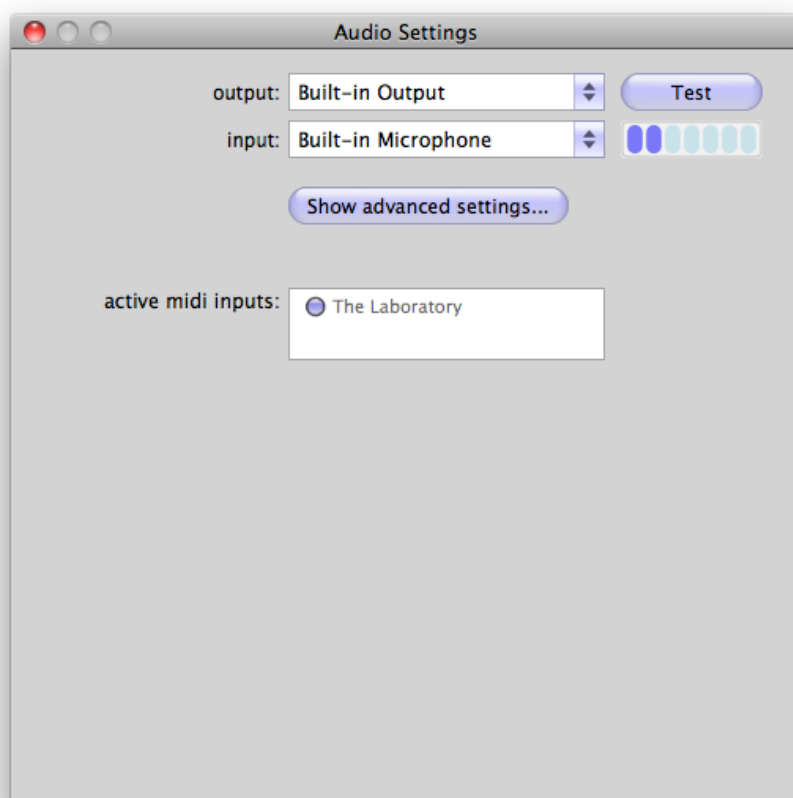 Audio Settings
output: Built-in Output Test
input: Built-in Microphone
Show advanced settings...
active midi inputs: The Laboratory